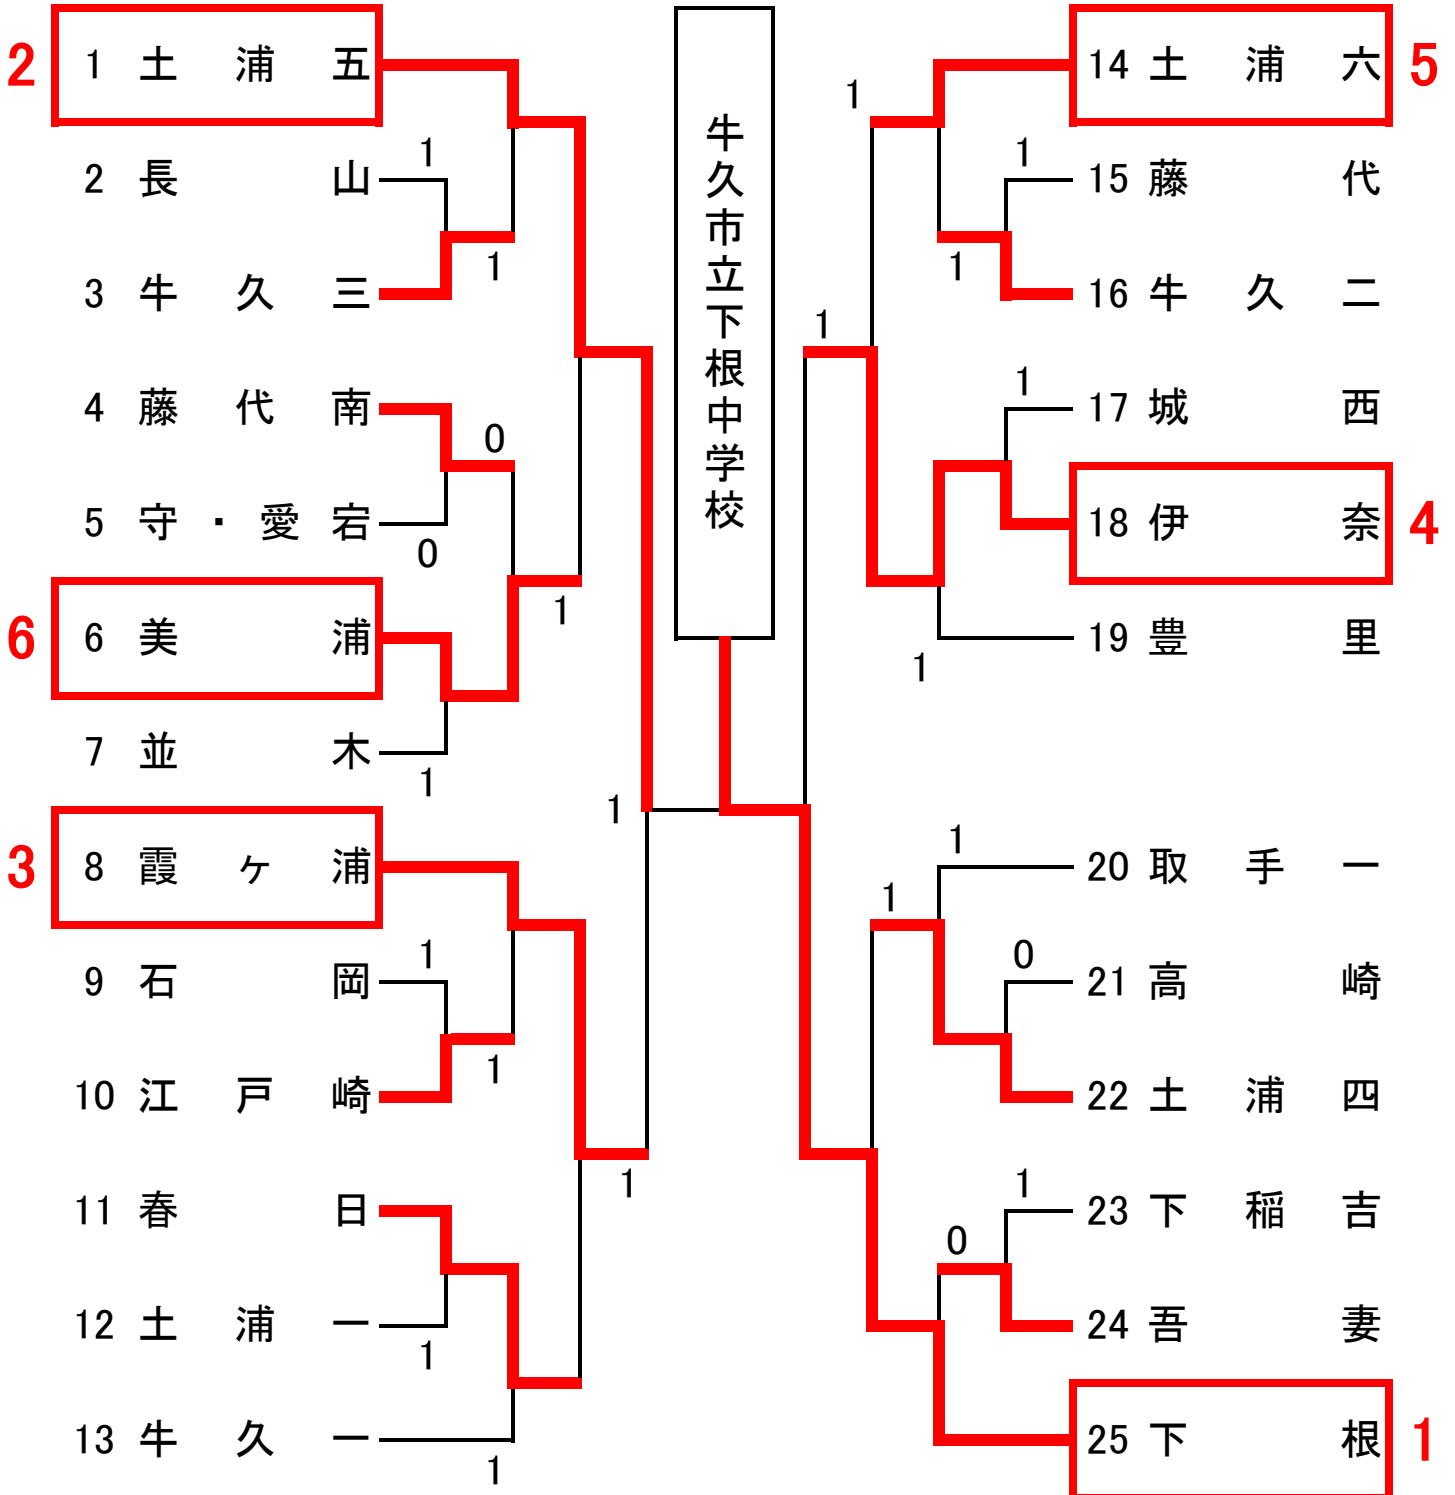 2 1 土浦五
1
2 長山
1
3 牛久三
4 藤代南
0
5 守・愛宕
0
6 6 美浦
1
7 並木
1
3 8 霞ヶ浦
1
9 石岡
1
10 江戸崎
1
11 春日
12 土浦一
1
13 牛久一
1
1
牛久市立下根中学校
1
14 土浦六 5
1
15 藤代
1
16 牛久二
1
1
17 城西
18 伊奈 4
19 豊里
1
1
20 取手一
1
0
21 高崎
22 土浦四
1
23 下稲吉
0
24 吾妻
25 下根 1